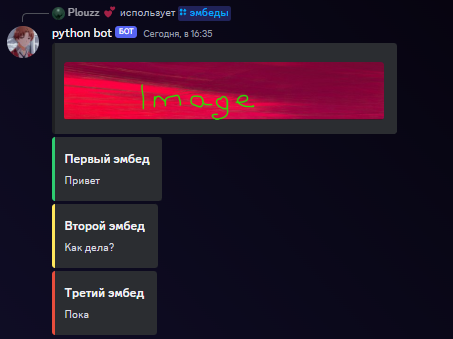 Plouzz 💕 использует эмбеды
python bot БОТ Сегодня, в 16:35
Image
Первый эмбед
Привет
Второй эмбед
Как дела?
Третий эмбед
Пока